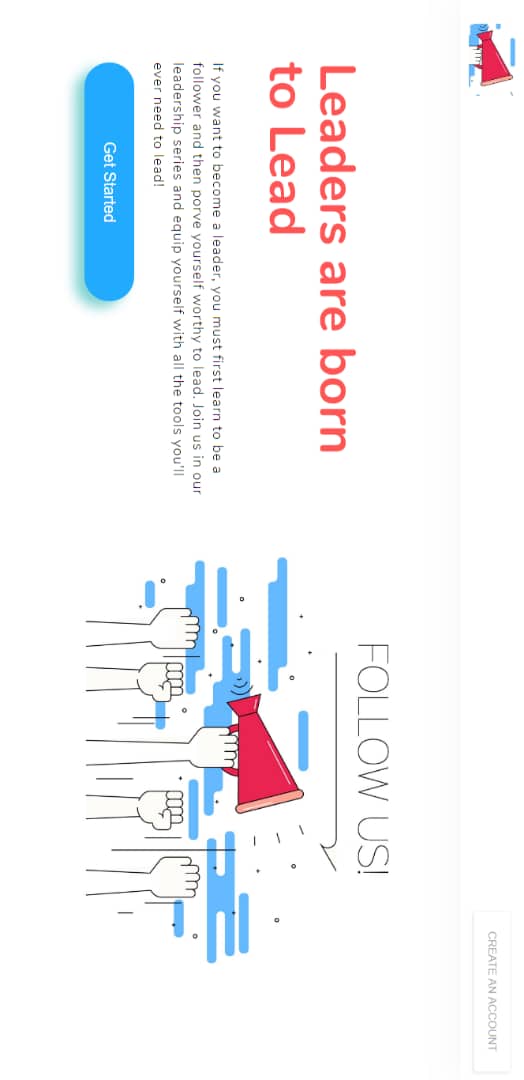 CREATE AN ACCOUNT
Leaders are born
to Lead
If you want to become a leader, you must first learn to be a
follower and then porve yourself worthy to lead. Join us in our
leadership series and equip yourself with all the tools you'll
ever need to lead!
Get Started
FOLLOW US!